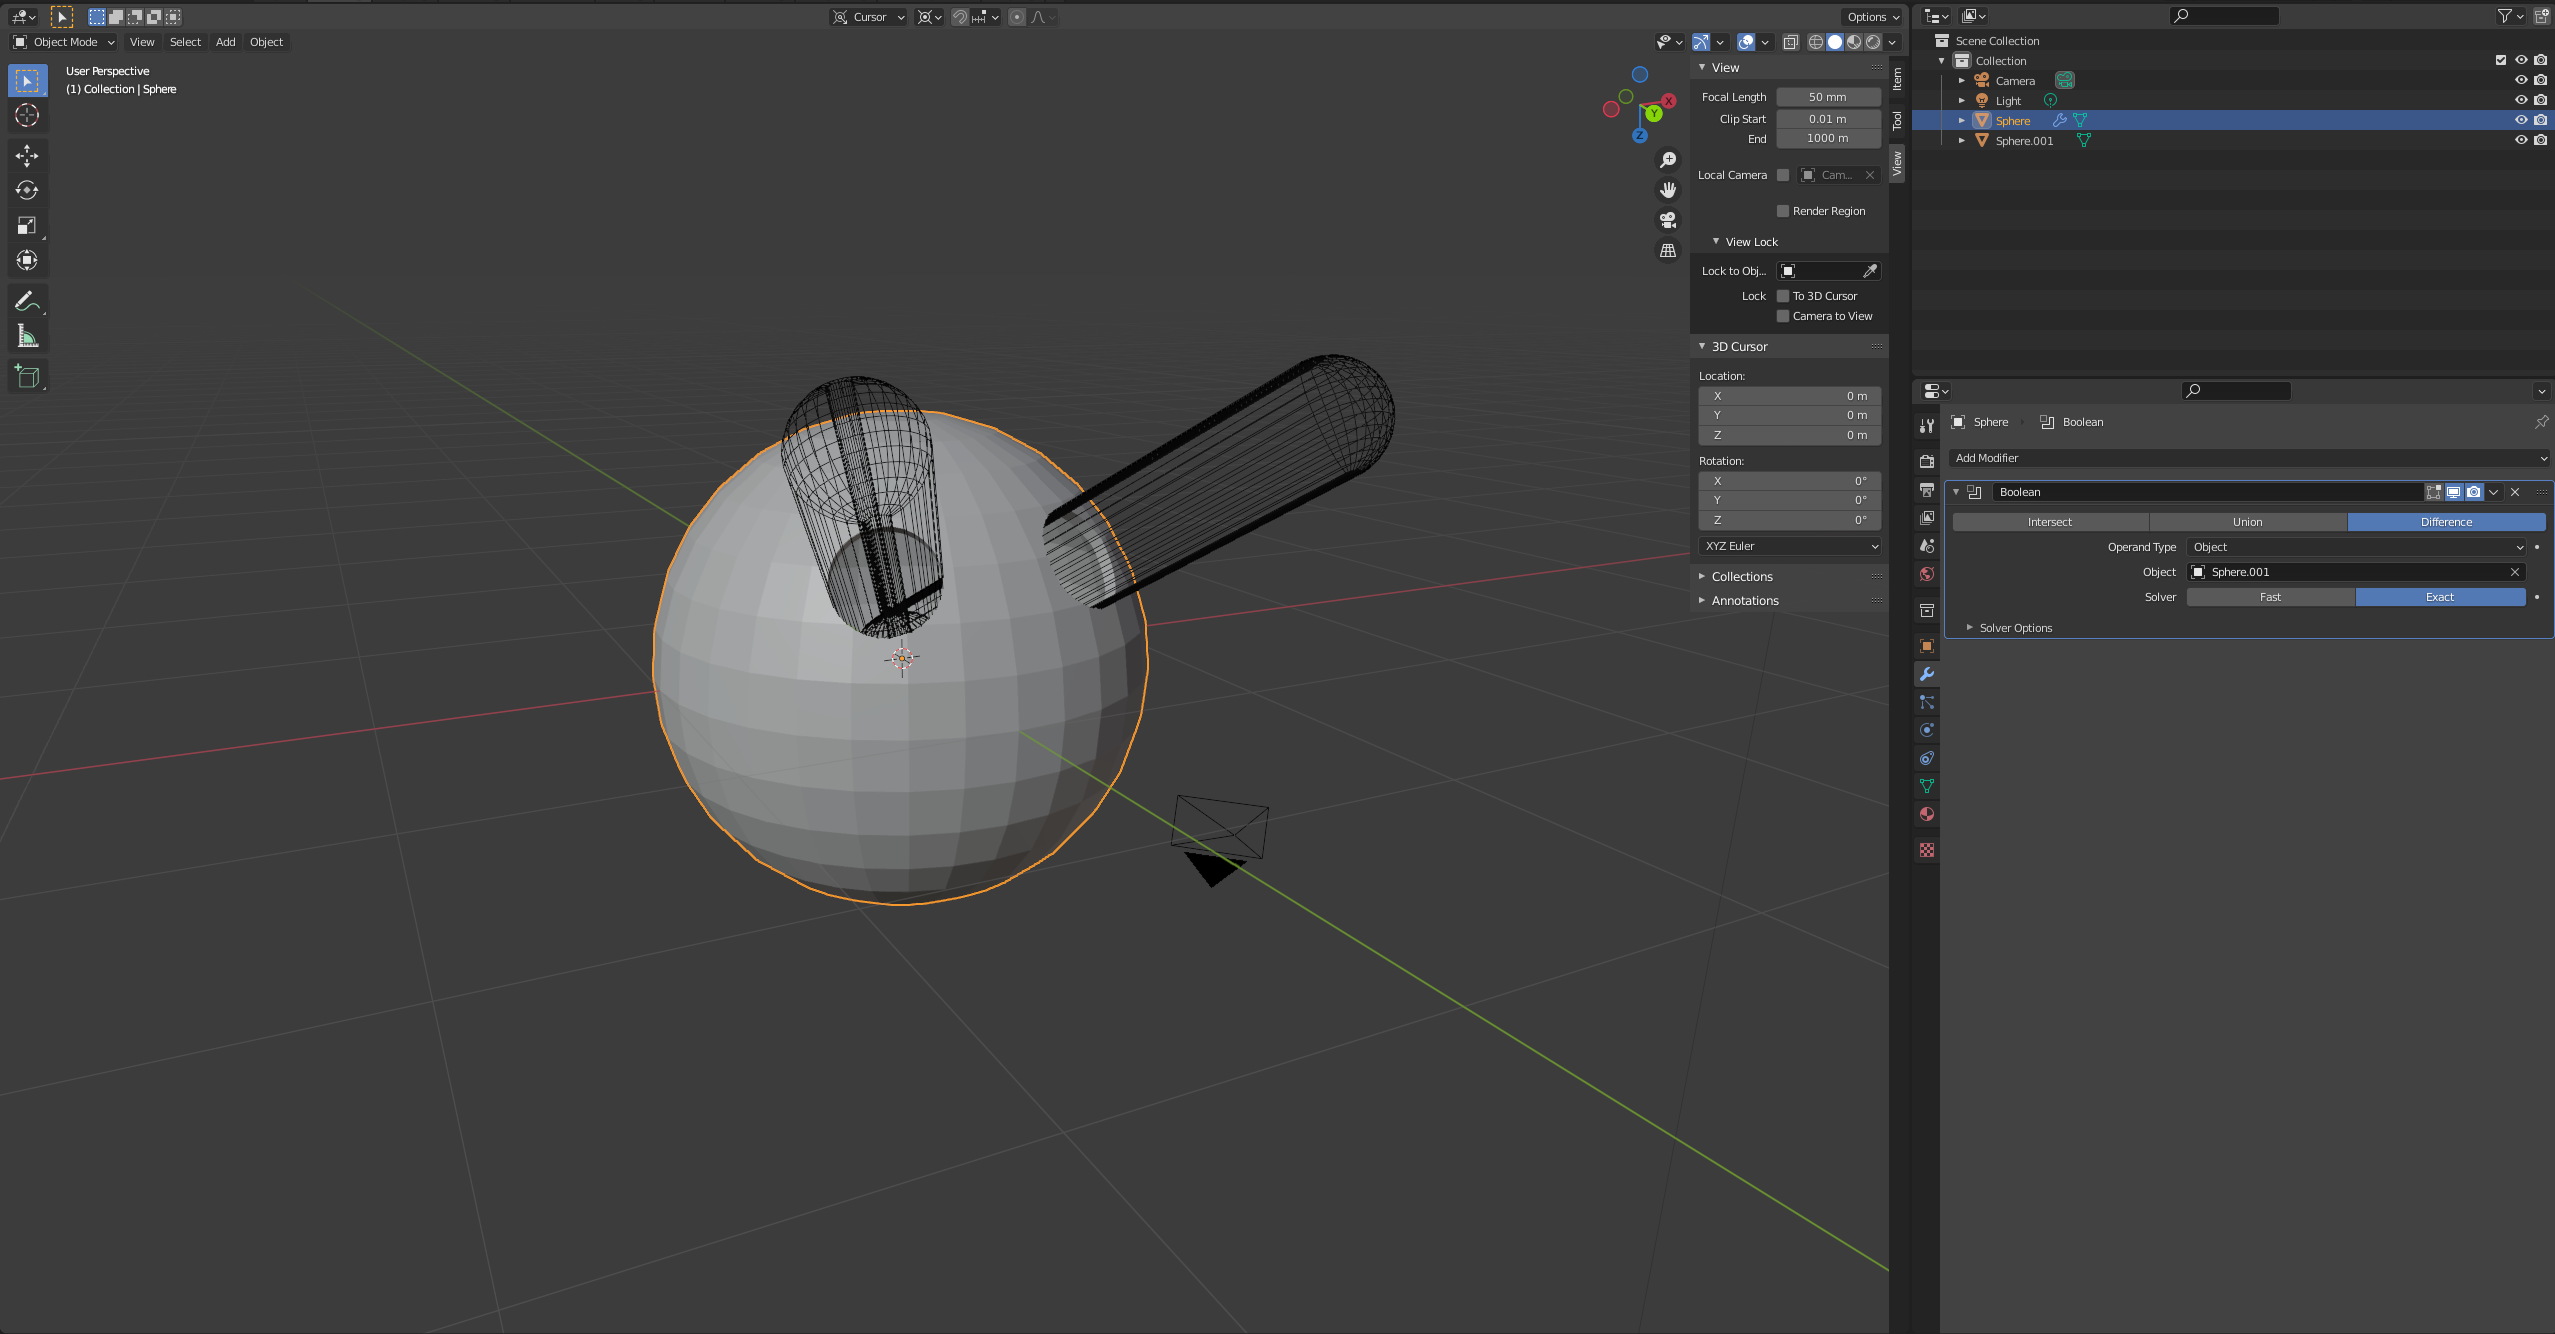 Cursor
Options
Object Mode View Select Add Object
User Perspective
(1) Collection | Sphere
X
Y
Z
View
Focal Length 50 mm
Clip Start 0.01 m
End 1000 m
Local Camera Cam...
Render Region
View Lock
Lock to Obj...
Lock To 3D Cursor
Camera to View
3D Cursor
Location:
X 0 m
Y 0 m
Z 0 m
Rotation:
X 0°
Y 0°
Z 0°
XYZ Euler
Collections
Annotations
Item
Tool
View
Scene Collection
Collection
Camera
Light
Sphere
Sphere.001
Sphere Boolean
Add Modifier
Boolean
Intersect Union Difference
Operand Type Object
Object Sphere.001
Solver Fast Exact
Solver Options